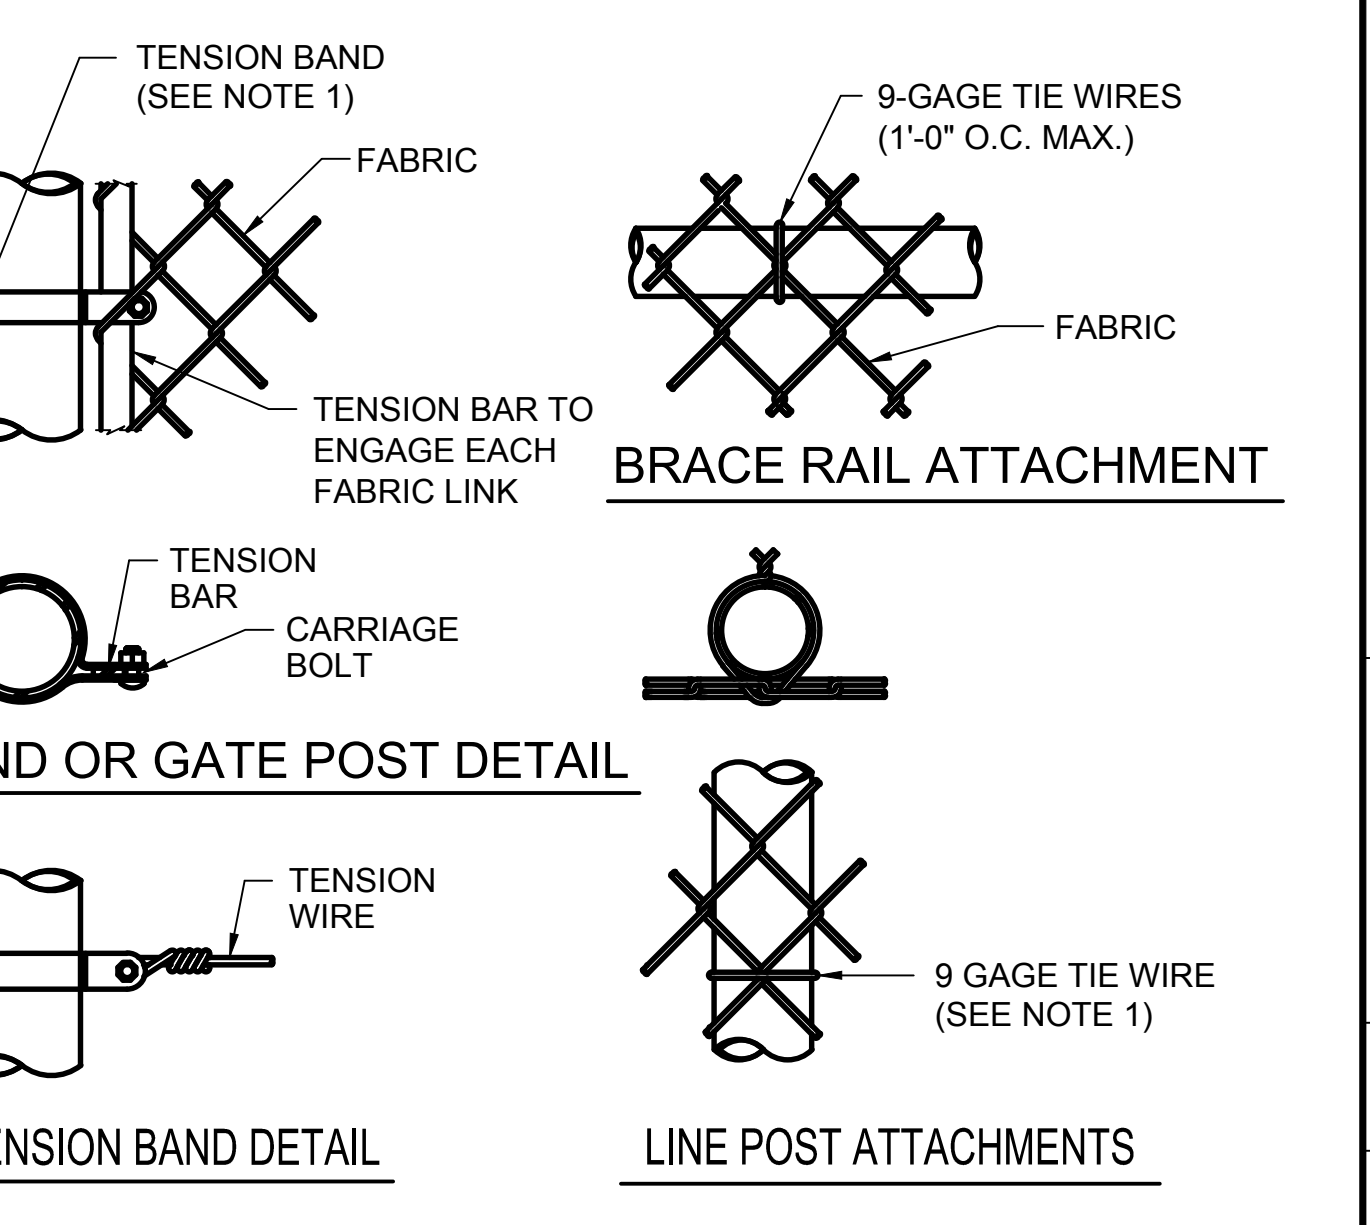 TENSION BAND
(SEE NOTE 1)
FABRIC
9-GAGE TIE WIRES
(1'-0" O.C. MAX.)
FABRIC
TENSION BAR TO
ENGAGE EACH
FABRIC LINK
BRACE RAIL ATTACHMENT
TENSION
BAR
CARRIAGE
BOLT
ND OR GATE POST DETAIL
TENSION
WIRE
9 GAGE TIE WIRE
(SEE NOTE 1)
ENSION BAND DETAIL
LINE POST ATTACHMENTS